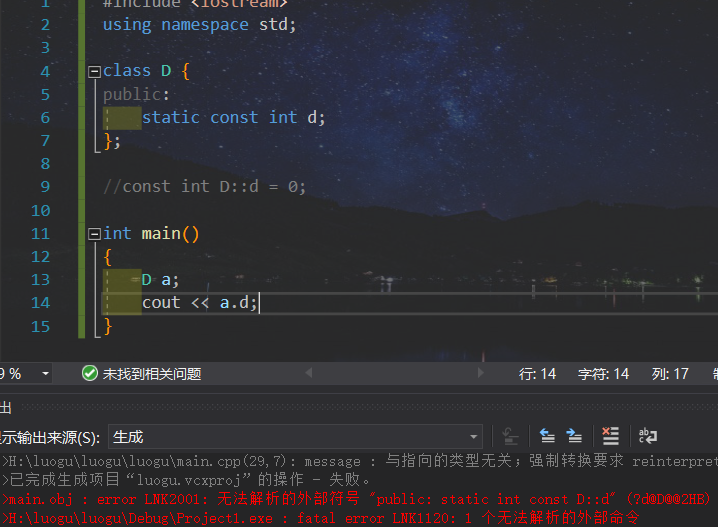 1 #include <iostream>
2 using namespace std;
3
4 class D {
5 public:
6 static const int d;
7 };
8
9 //const int D::d = 0;
10
11 int main()
12 {
13 D a;
14 cout << a.d;
15 }
9 % 未找到相关问题 行: 14 字符: 14 列: 17
出
示输出来源(S): 生成
>H:\luogu\luogu\luogu\main.cpp(29,7): message : 与指向的类型无关；强制转换要求 reinterpret
>已完成生成项目“luogu.vcxproj”的操作 - 失败。
>main.obj : error LNK2001: 无法解析的外部符号 "public: static int const D::d" (?d@D@@2HB)
>H:\luogu\luogu\Debug\Project1.exe : fatal error LNK1120: 1 个无法解析的外部命令